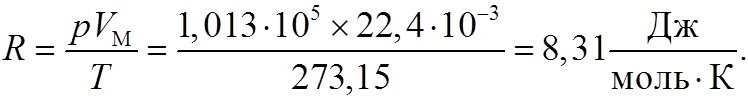 R = pV_М / T = 1,013·10^5 × 22,4·10^−3 / 273,15 = 8,31 Дж / моль·К.